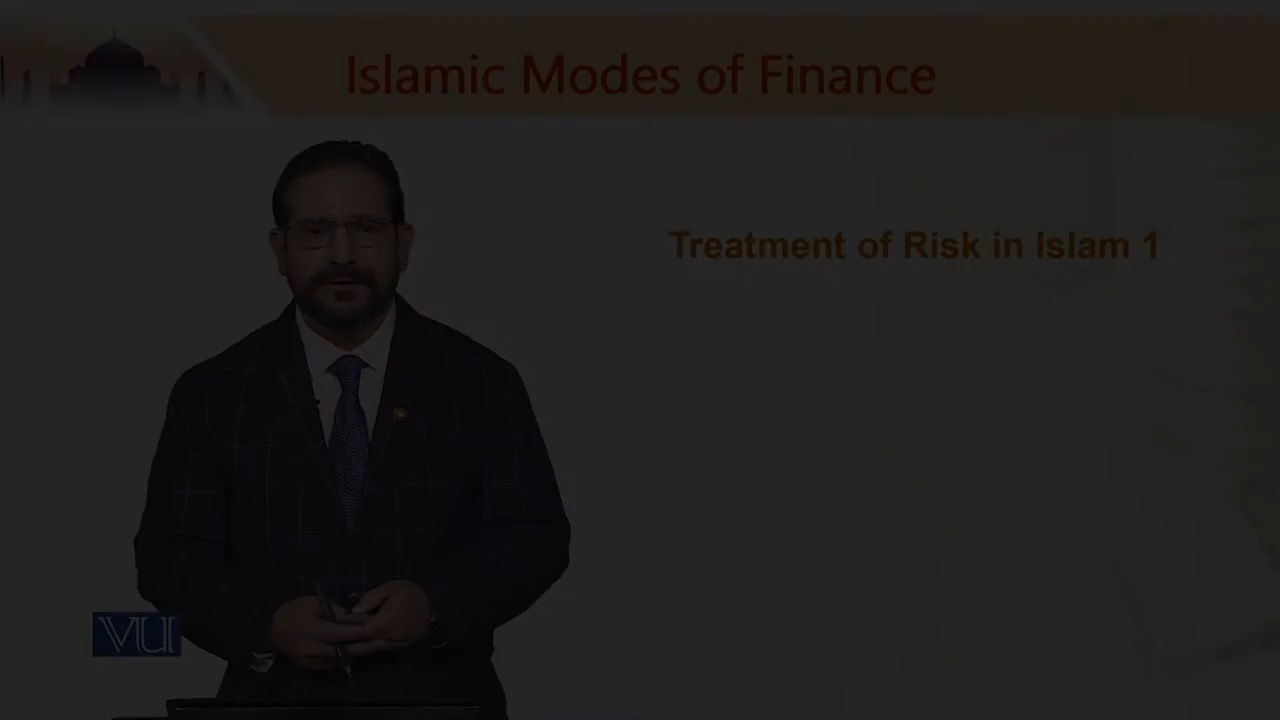 Islamic Modes of Finance
Treatment of Risk in Islam 1
VU